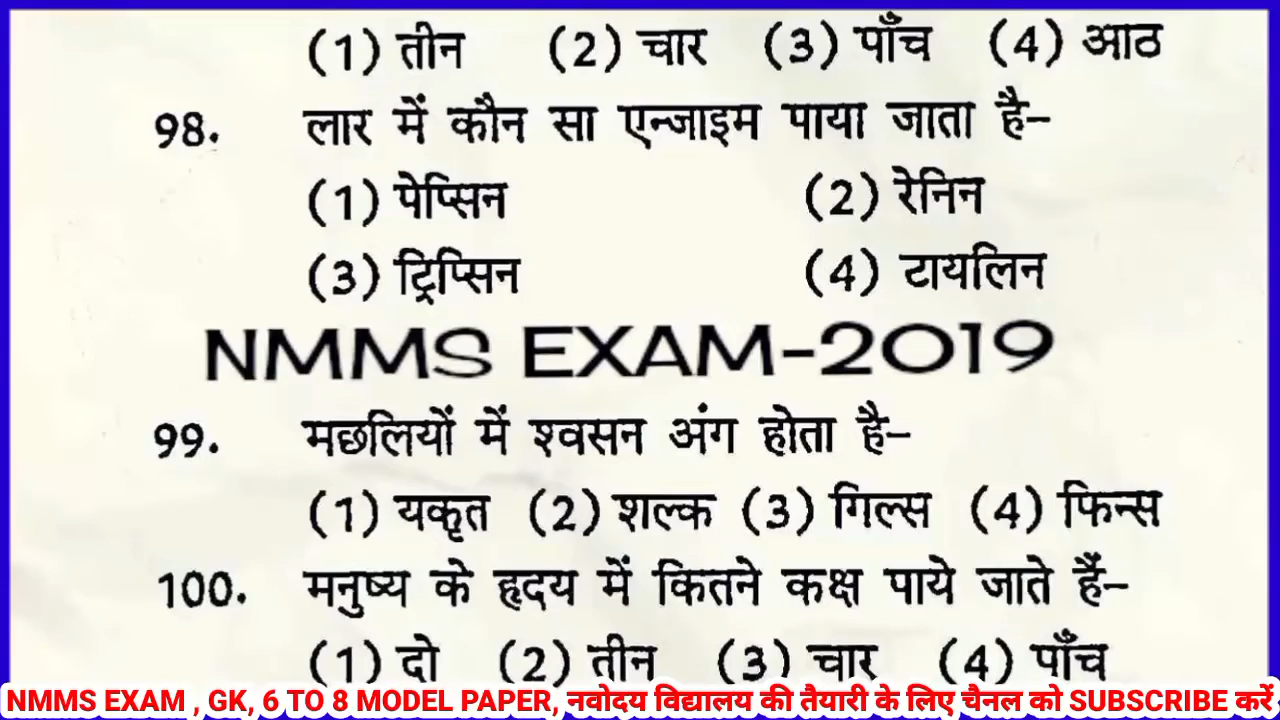 (1) तीन (2) चार (3) पाँच (4) आठ
98. लार में कौन सा एन्जाइम पाया जाता है–
(1) पेप्सिन (2) रेनिन
(3) ट्रिप्सिन (4) टायलिन
NMMS EXAM-2019
99. मछलियों में श्वसन अंग होता है–
(1) यकृत (2) शल्क (3) गिल्स (4) फिन्स
100. मनुष्य के हृदय में कितने कक्ष पाये जाते हैं–
(1) दो (2) तीन (3) चार (4) पाँच
NMMS EXAM , GK, 6 TO 8 MODEL PAPER, नवोदय विद्यालय की तैयारी के लिए चैनल को SUBSCRIBE करें